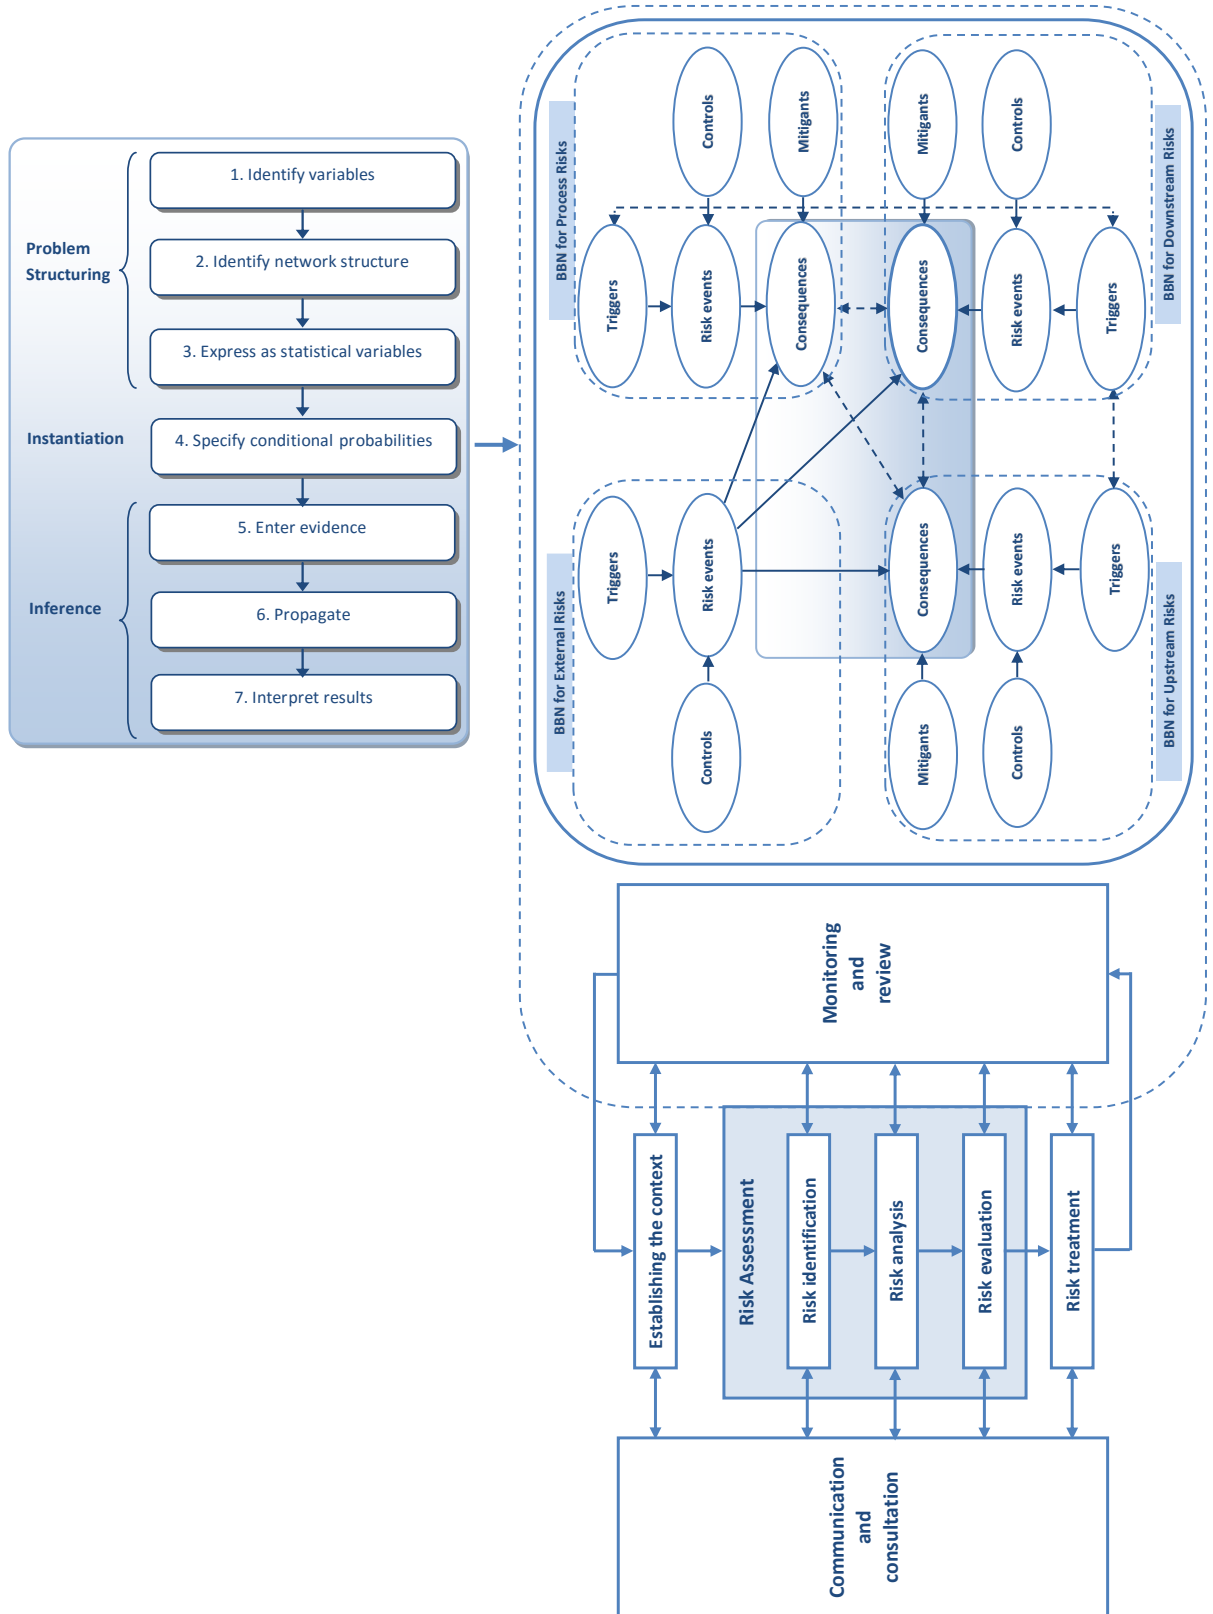 1. Identify variables
Problem
Structuring
2. Identify network structure
3. Express as statistical variables
Instantiation
4. Specify conditional probabilities
5. Enter evidence
Inference
6. Propagate
7. Interpret results
BBN for Process Risks
Controls
Mitigants
Triggers
Risk events
Consequences
BBN for Downstream Risks
Mitigants
Controls
Consequences
Risk events
Triggers
BBN for External Risks
Triggers
Risk events
Controls
BBN for Upstream Risks
Consequences
Risk events
Triggers
Mitigants
Controls
Monitoring
and
review
Establishing the context
Risk Assessment
Risk identification
Risk analysis
Risk evaluation
Risk treatment
Communication
and
consultation